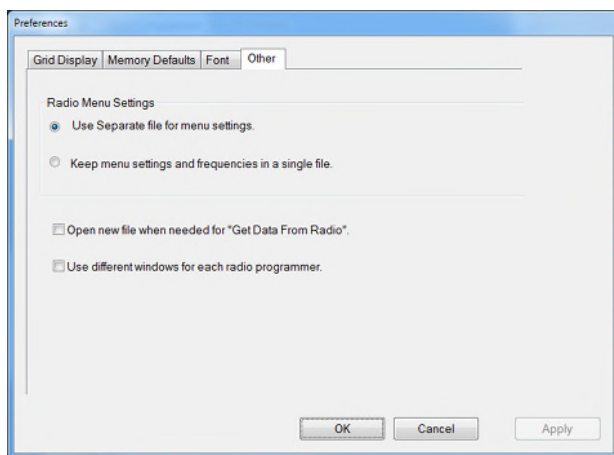 Preferences
Grid Display Memory Defaults Font Other
Radio Menu Settings
Use Separate file for menu settings.
Keep menu settings and frequencies in a single file.
Open new file when needed for "Get Data From Radio".
Use different windows for each radio programmer.
OK Cancel Apply